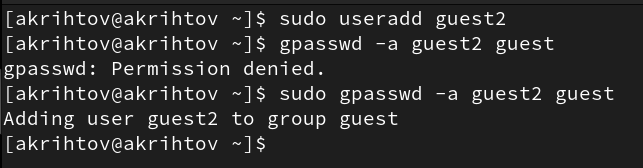 [akrihtov@akrihtov ~]$ sudo useradd guest2
[akrihtov@akrihtov ~]$ gpasswd -a guest2 guest
gpasswd: Permission denied.
[akrihtov@akrihtov ~]$ sudo gpasswd -a guest2 guest
Adding user guest2 to group guest
[akrihtov@akrihtov ~]$